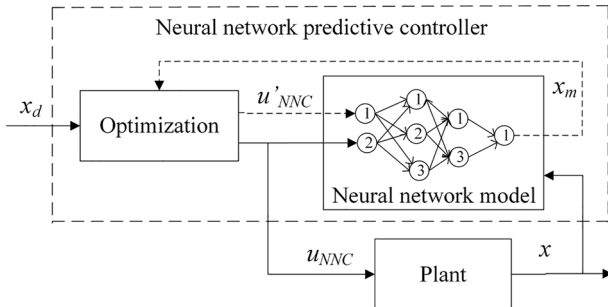 Neural network predictive controller
x_d
Optimization
u'_NNC
x_m
1
2
1
2
3
1
3
1
Neural network model
u_NNC
Plant
x